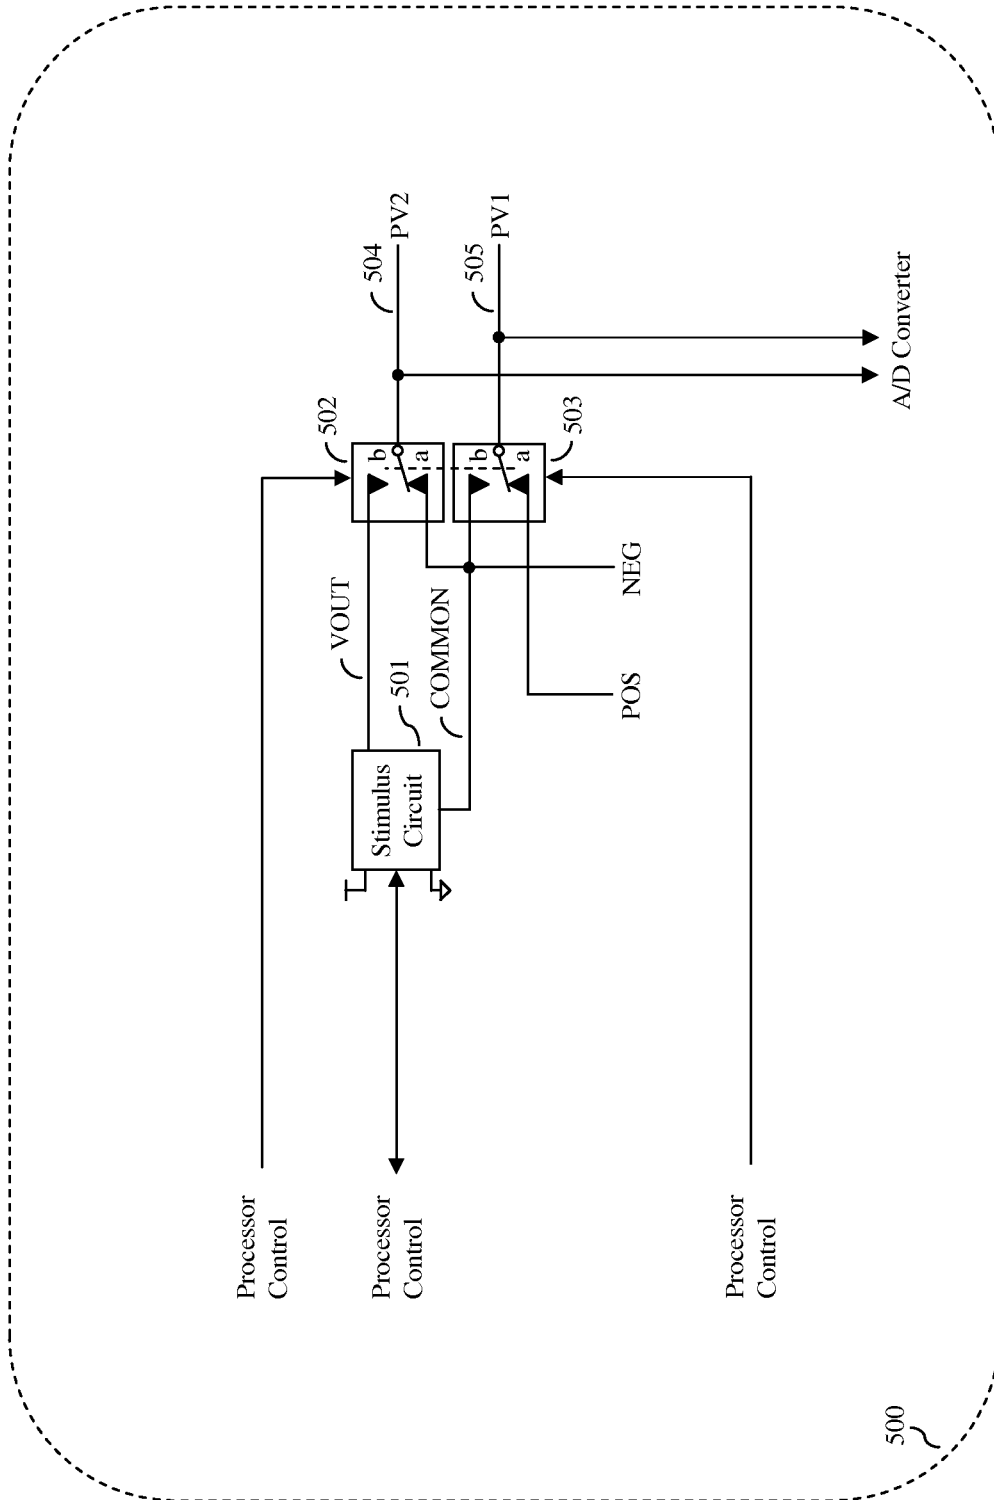 Processor
Control
Processor
Control
Processor
Control
Stimulus
Circuit
501
VOUT
COMMON
POS
NEG
502
b
a
b
a
503
504
PV2
505
PV1
A/D Converter
500